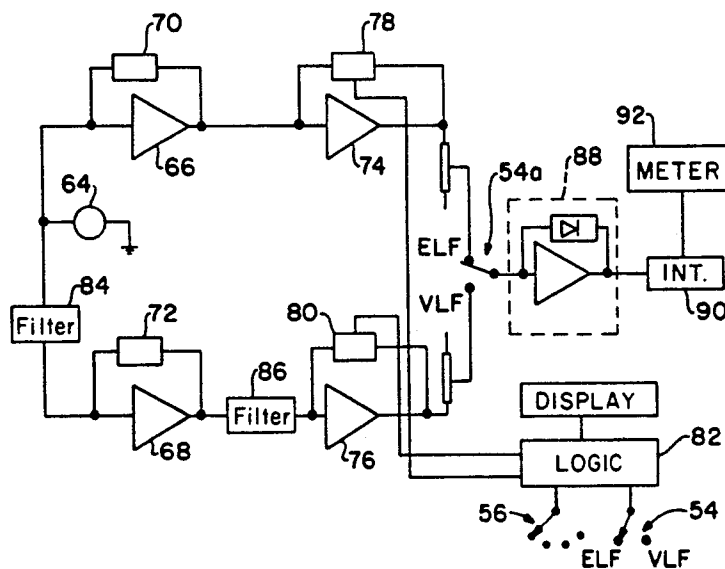 70
78
66
74
92
METER
54a
88
64
ELF
VLF
INT.
90
84
Filter
72
80
86
Filter
68
76
DISPLAY
LOGIC
82
56
54
ELF
VLF